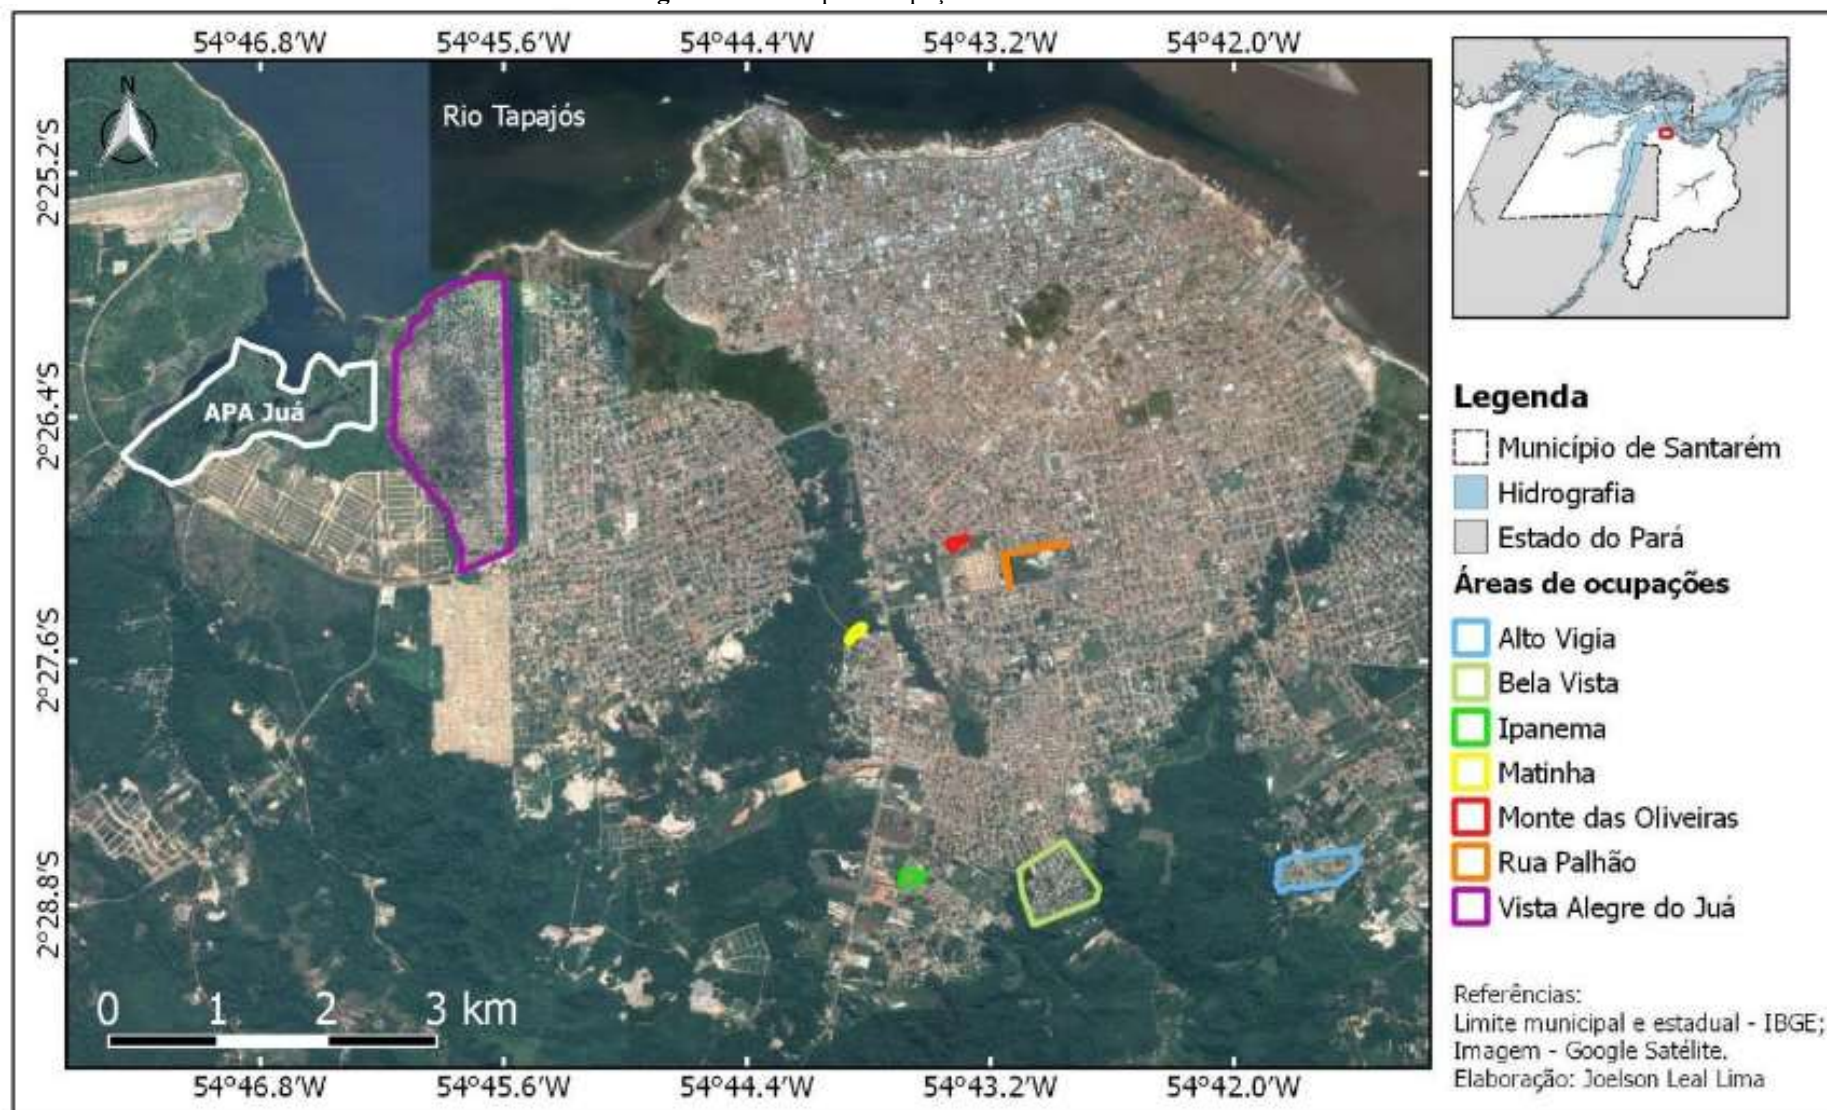 54°46.8'W 54°45.6'W 54°44.4'W 54°43.2'W 54°42.0'W
N
Rio Tapajós
2°25.2'S
2°26.4'S
2°27.6'S
2°28.8'S
APA Juá
0 1 2 3 km
54°46.8'W 54°45.6'W 54°44.4'W 54°43.2'W 54°42.0'W
Legenda
Município de Santarém
Hidrografia
Estado do Pará
Áreas de ocupações
Alto Vigia
Bela Vista
Ipanema
Matinha
Monte das Oliveiras
Rua Palhão
Vista Alegre do Juá
Referências:
Limite municipal e estadual - IBGE;
Imagem - Google Satélite.
Elaboração: Joelson Leal Lima